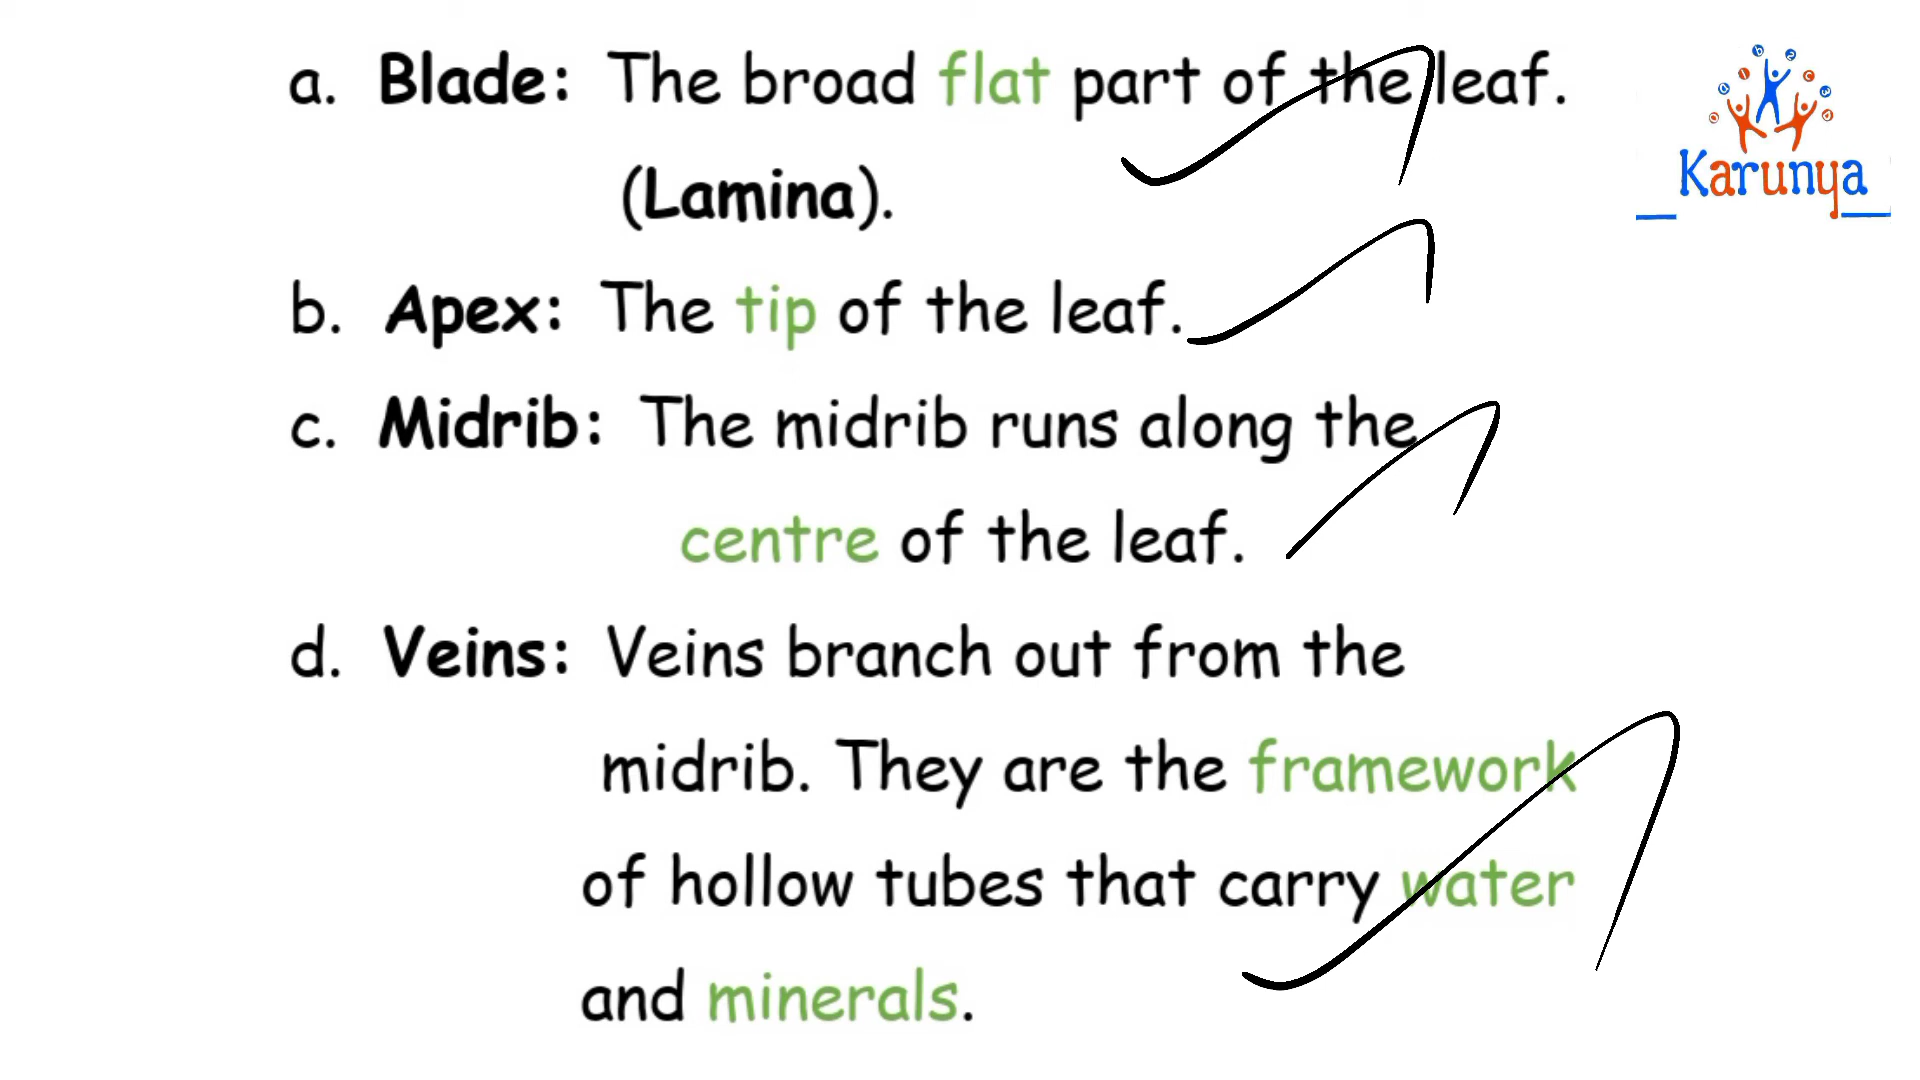 a. Blade: The broad flat part of the leaf.
(Lamina).
b. Apex: The tip of the leaf.
c. Midrib: The midrib runs along the
centre of the leaf.
d. Veins: Veins branch out from the
midrib. They are the framework
of hollow tubes that carry water
and minerals.
Karunya